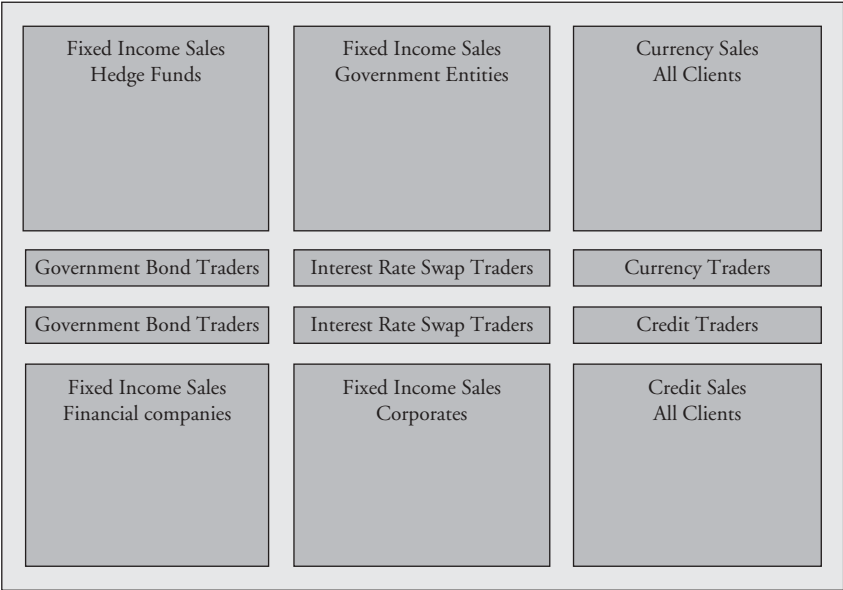 Fixed Income Sales
Hedge Funds
Fixed Income Sales
Government Entities
Currency Sales
All Clients
Government Bond Traders
Interest Rate Swap Traders
Currency Traders
Government Bond Traders
Interest Rate Swap Traders
Credit Traders
Fixed Income Sales
Financial companies
Fixed Income Sales
Corporates
Credit Sales
All Clients